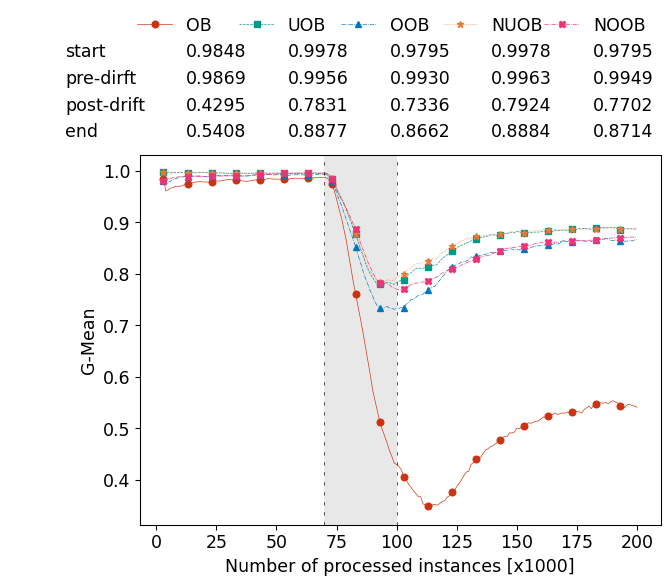 OB UOB OOB NUOB NOOB
start 0.9848 0.9978 0.9795 0.9978 0.9795
pre-dirft 0.9869 0.9956 0.9930 0.9963 0.9949
post-drift 0.4295 0.7831 0.7336 0.7924 0.7702
end 0.5408 0.8877 0.8662 0.8884 0.8714
1.0
0.9
0.8
0.7
0.6
0.5
0.4
G-Mean
0 25 50 75 100 125 150 175 200
Number of processed instances [x1000]